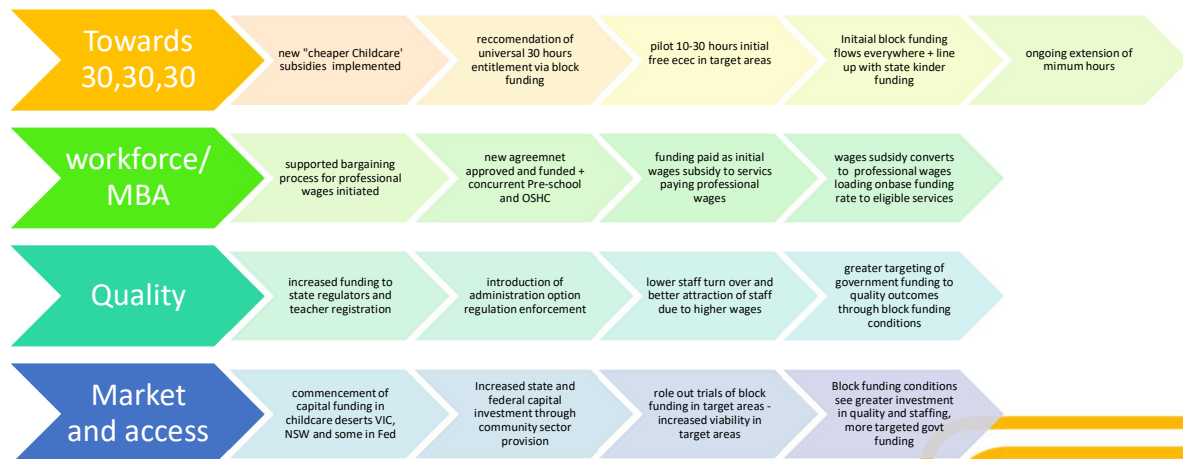 Towards
30,30,30
new "cheaper Childcare'
subsidies implemented
reccomendation of
universal 30 hours
entitlement via block
funding
pilot 10-30 hours initial
free ecec in target areas
Initaial block funding
flows everywhere + line
up with state kinder
funding
ongoing extension of
mimum hours
workforce/
MBA
supported bargaining
process for professional
wages initiated
new agreemnet
approved and funded +
concurrent Pre-school
and OSHC
funding paid as initial
wages subsidy to servics
paying professional
wages
wages sudsidy converts
to professional wages
loading onbase funding
rate to eligible services
Quality
increased funding to
state regulators and
teacher registration
introduction of
administration option
regulation enforcement
lower staff turn over and
better attraction of staff
due to higher wages
greater targeting of
government funding to
quality outcomes
through block funding
conditions
Market
and access
commencement of
capital funding in
childcare deserts VIC,
NSW and some in Fed
Increased state and
federal capital
investment through
community sector
provision
role out trials of block
funding in target areas -
increased viability in
target areas
Block funding conditions
see greater investment
in quality and staffing,
more targeted govt
funding